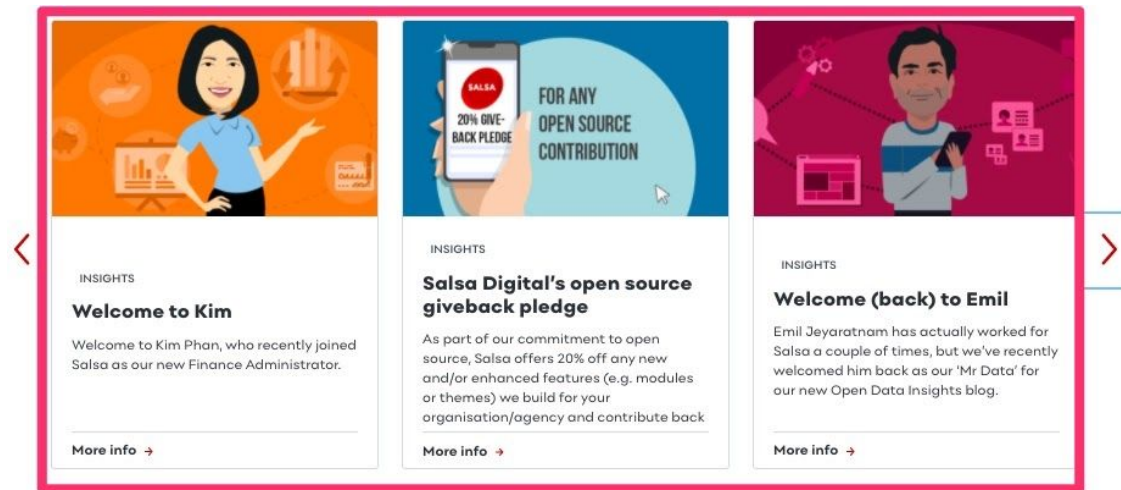 INSIGHTS
Welcome to Kim
Welcome to Kim Phan, who recently joined
Salsa as our new Finance Administrator.
More info →
SALSA
20% GIVE-
BACK PLEDGE
FOR ANY
OPEN SOURCE
CONTRIBUTION
INSIGHTS
Salsa Digital's open source
giveback pledge
As part of our commitment to open
source, Salsa offers 20% off any new
and/or enhanced features (e.g. modules
or themes) we build for your
organisation/agency and contribute back
More info →
INSIGHTS
Welcome (back) to Emil
Emil Jeyaratnam has actually worked for
Salsa a couple of times, but we've recently
welcomed him back as our 'Mr Data' for
our new Open Data Insights blog.
More info →